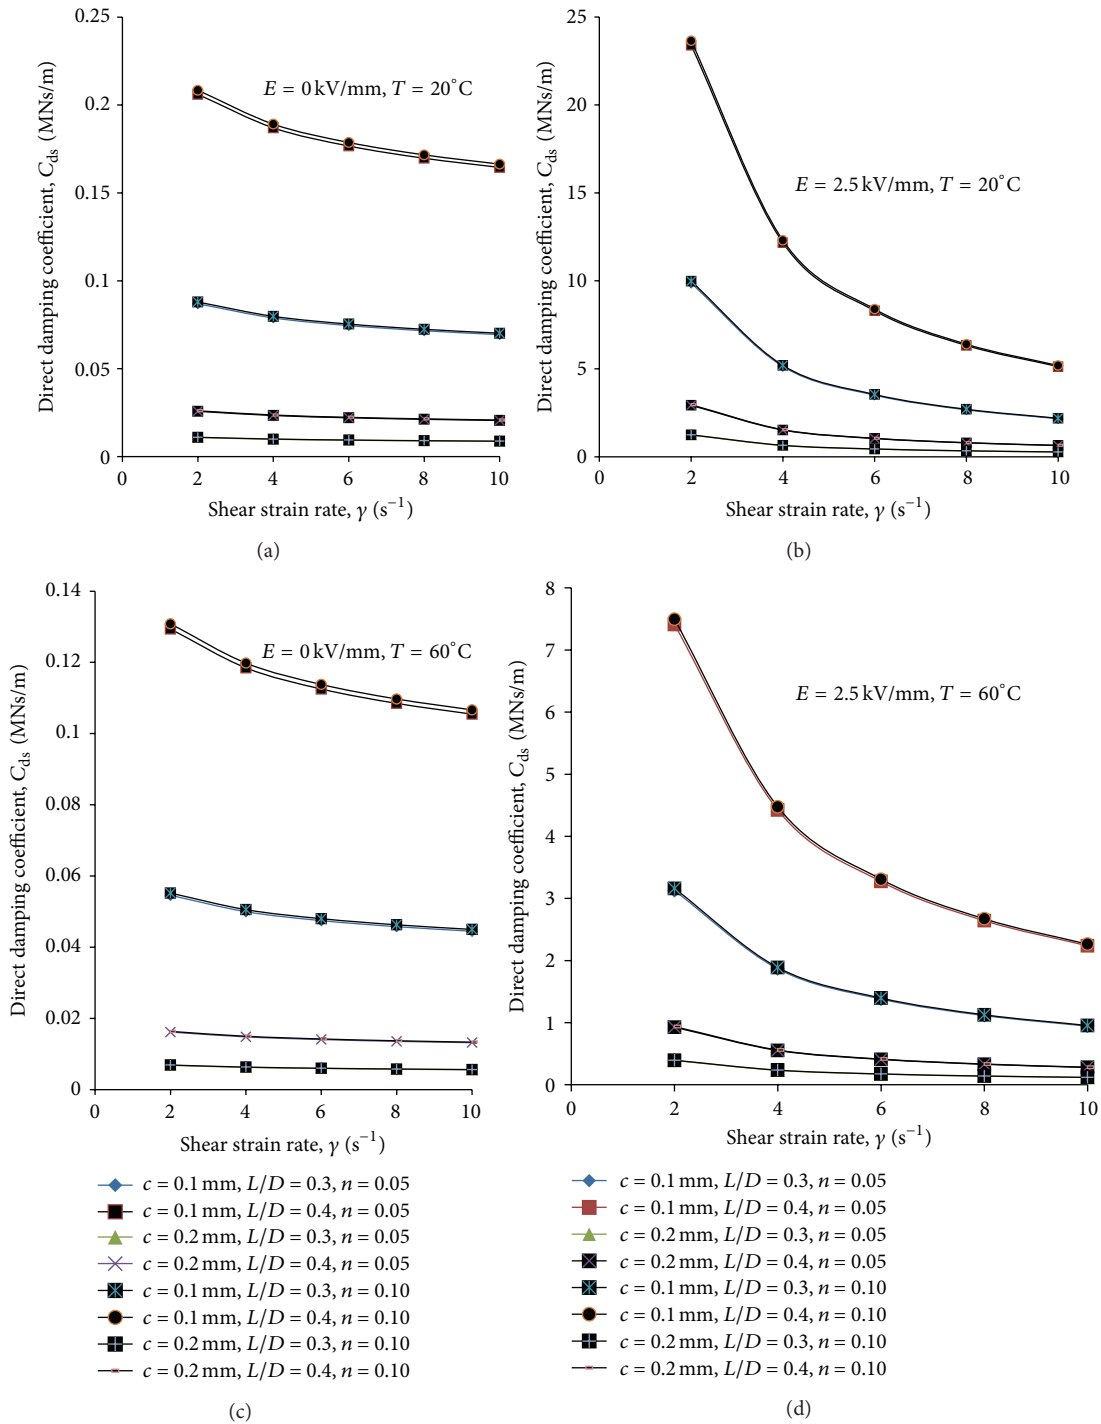 0.25
0.2
0.15
0.1
0.05
0
0 2 4 6 8 10
Direct damping coefficient, C_ds (MNs/m)
E = 0 kV/mm, T = 20°C
Shear strain rate, γ (s⁻¹)
(a)
25
20
15
10
5
0
0 2 4 6 8 10
Direct damping coefficient, C_ds (MNs/m)
E = 2.5 kV/mm, T = 20°C
Shear strain rate, γ (s⁻¹)
(b)
0.14
0.12
0.1
0.08
0.06
0.04
0.02
0
0 2 4 6 8 10
Direct damping coefficient, C_ds (MNs/m)
E = 0 kV/mm, T = 60°C
Shear strain rate, γ (s⁻¹)
c = 0.1 mm, L/D = 0.3, n = 0.05
c = 0.1 mm, L/D = 0.4, n = 0.05
c = 0.2 mm, L/D = 0.3, n = 0.05
c = 0.2 mm, L/D = 0.4, n = 0.05
c = 0.1 mm, L/D = 0.3, n = 0.10
c = 0.1 mm, L/D = 0.4, n = 0.10
c = 0.2 mm, L/D = 0.3, n = 0.10
c = 0.2 mm, L/D = 0.4, n = 0.10
(c)
8
7
6
5
4
3
2
1
0
0 2 4 6 8 10
Direct damping coefficient, C_ds (MNs/m)
E = 2.5 kV/mm, T = 60°C
Shear strain rate, γ (s⁻¹)
c = 0.1 mm, L/D = 0.3, n = 0.05
c = 0.1 mm, L/D = 0.4, n = 0.05
c = 0.2 mm, L/D = 0.3, n = 0.05
c = 0.2 mm, L/D = 0.4, n = 0.05
c = 0.1 mm, L/D = 0.3, n = 0.10
c = 0.1 mm, L/D = 0.4, n = 0.10
c = 0.2 mm, L/D = 0.3, n = 0.10
c = 0.2 mm, L/D = 0.4, n = 0.10
(d)